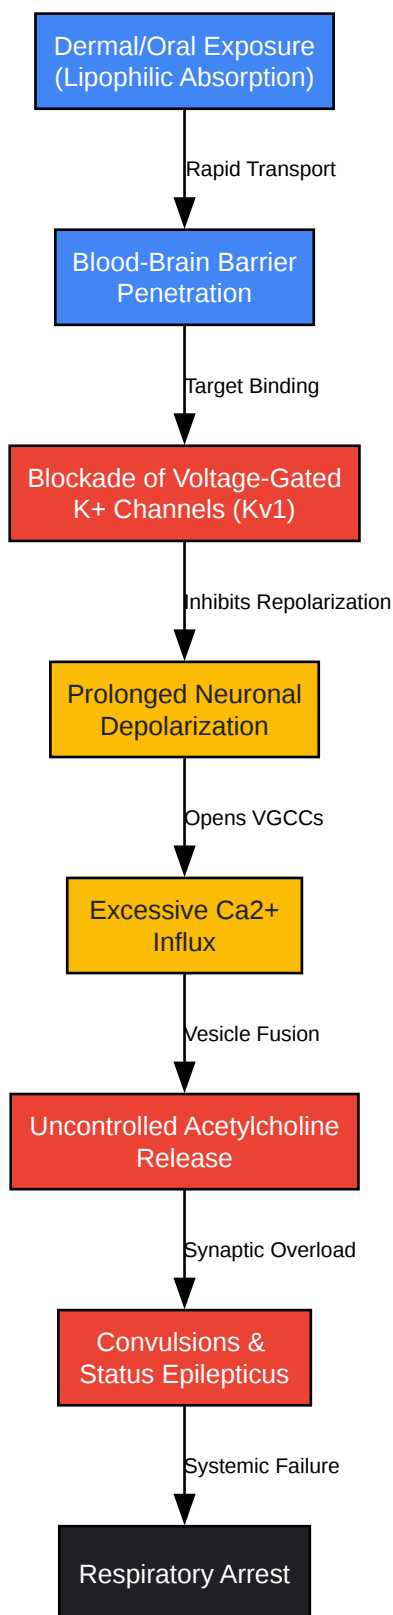 Dermal/Oral Exposure
(Lipophilic Absorption)
Rapid Transport
Blood-Brain Barrier
Penetration
Target Binding
Blockade of Voltage-Gated
K+ Channels (Kv1)
Inhibits Repolarization
Prolonged Neuronal
Depolarization
Opens VGCCs
Excessive Ca2+
Influx
Vesicle Fusion
Uncontrolled Acetylcholine
Release
Synaptic Overload
Convulsions &
Status Epilepticus
Systemic Failure
Respiratory Arrest